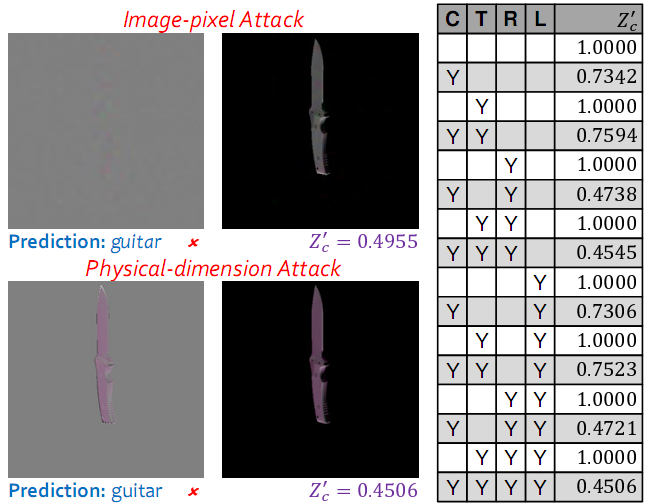 Image-pixel Attack
Prediction: guitar ✘
Z′c = 0.4955
Physical-dimension Attack
Prediction: guitar ✘
Z′c = 0.4506
C T R L Z′c
1.0000
Y 0.7342
Y 1.0000
Y Y 0.7594
Y 1.0000
Y Y 0.4738
Y Y 1.0000
Y Y Y 0.4545
Y 1.0000
Y Y 0.7306
Y Y 1.0000
Y Y Y 0.7523
Y Y 1.0000
Y Y Y 0.4721
Y Y Y 1.0000
Y Y Y Y 0.4506